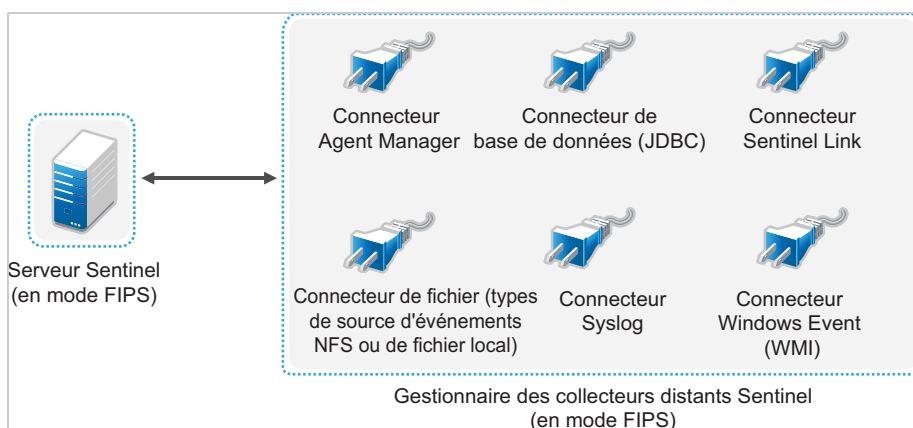 Connecteur
Agent Manager
Connecteur de
base de données (JDBC)
Connecteur
Sentinel Link
Serveur Sentinel
(en mode FIPS)
Connecteur de fichier (types
de source d'événements
NFS ou de fichier local)
Connecteur
Syslog
Connecteur
Windows Event
(WMI)
Gestionnaire des collecteurs distants Sentinel
(en mode FIPS)